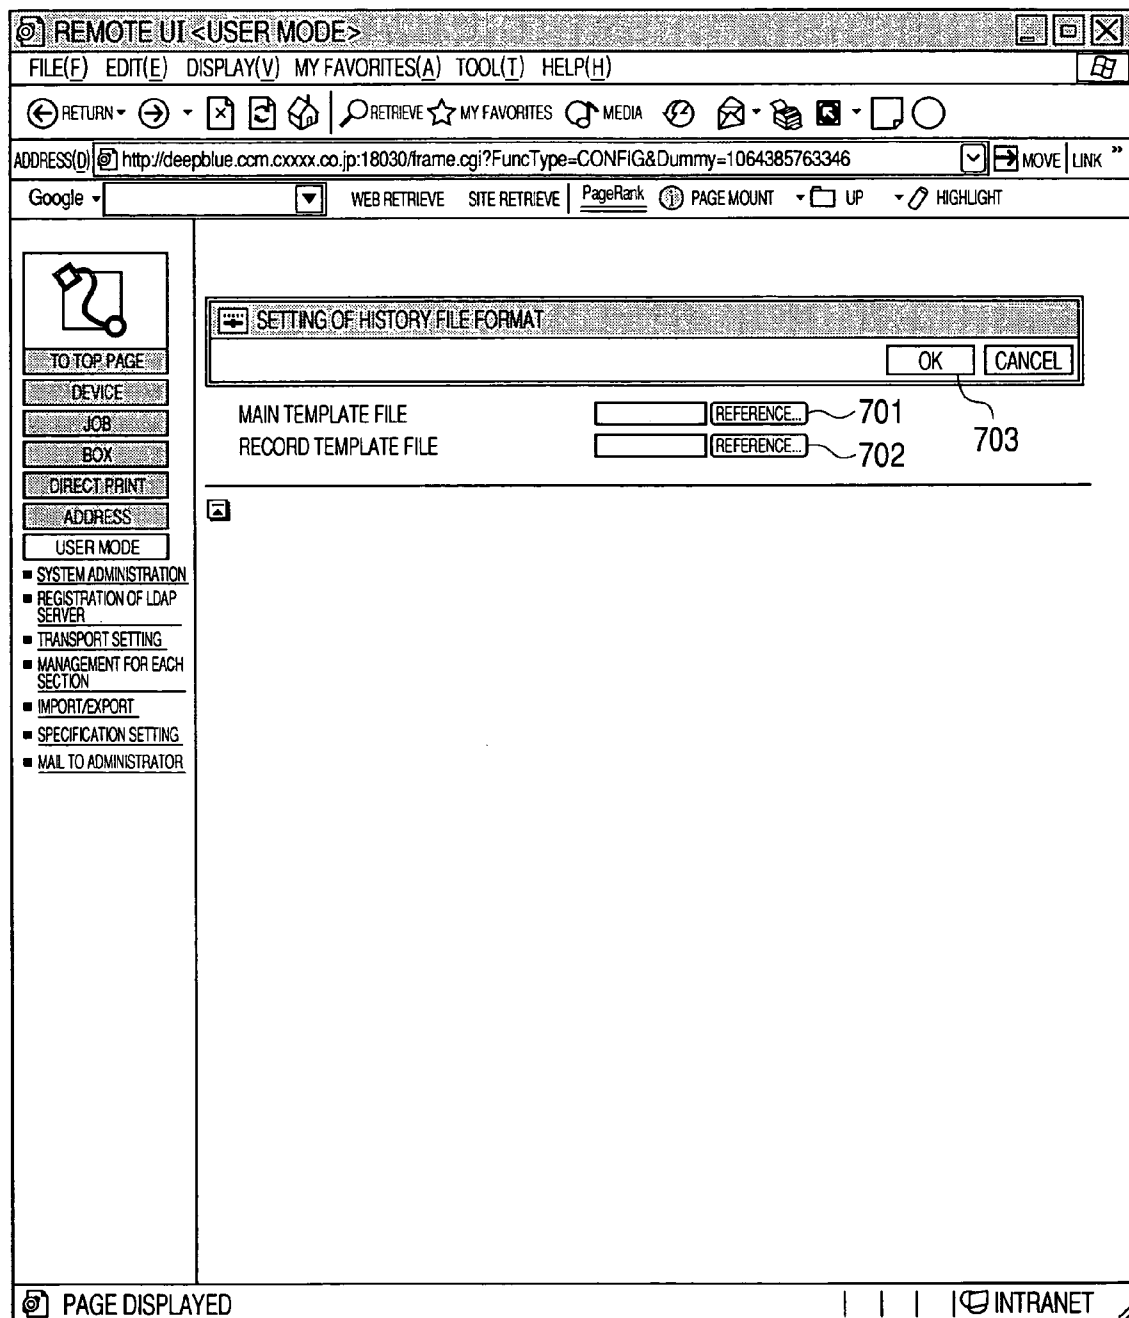 REMOTE UI <USER MODE>
FILE(F) EDIT(E) DISPLAY(V) MY FAVORITES(A) TOOL(T) HELP(H)
RETURN RETRIEVE MY FAVORITES MEDIA
ADDRESS(D) http://deepblue.ccm.cxxxx.co.jp:18030/frame.cgi?FuncType=CONFIG&Dummy=1064385763346 MOVE LINK »
Google WEB RETRIEVE SITE RETRIEVE PageRank PAGE MOUNT UP HIGHLIGHT
SETTING OF HISTORY FILE FORMAT
OK CANCEL
MAIN TEMPLATE FILE REFERENCE... 701
RECORD TEMPLATE FILE REFERENCE... 702
703
TO TOP PAGE
DEVICE
JOB
BOX
DIRECT PRINT
ADDRESS
USER MODE
SYSTEM ADMINISTRATION
REGISTRATION OF LDAP
SERVER
TRANSPORT SETTING
MANAGEMENT FOR EACH
SECTION
IMPORT/EXPORT
SPECIFICATION SETTING
MAIL TO ADMINISTRATOR
PAGE DISPLAYED INTRANET